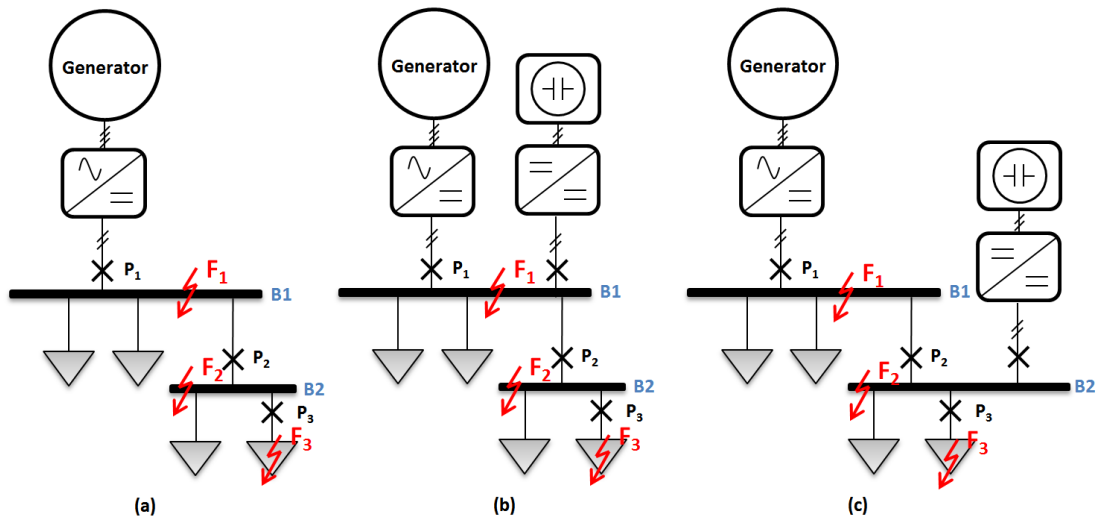 Generator
P₁
F₁
B1
P₂
F₂
B2
P₃
F₃
(a)
Generator
P₁
F₁
B1
P₂
F₂
B2
P₃
F₃
(b)
Generator
P₁
F₁
B1
P₂
F₂
B2
P₃
F₃
(c)